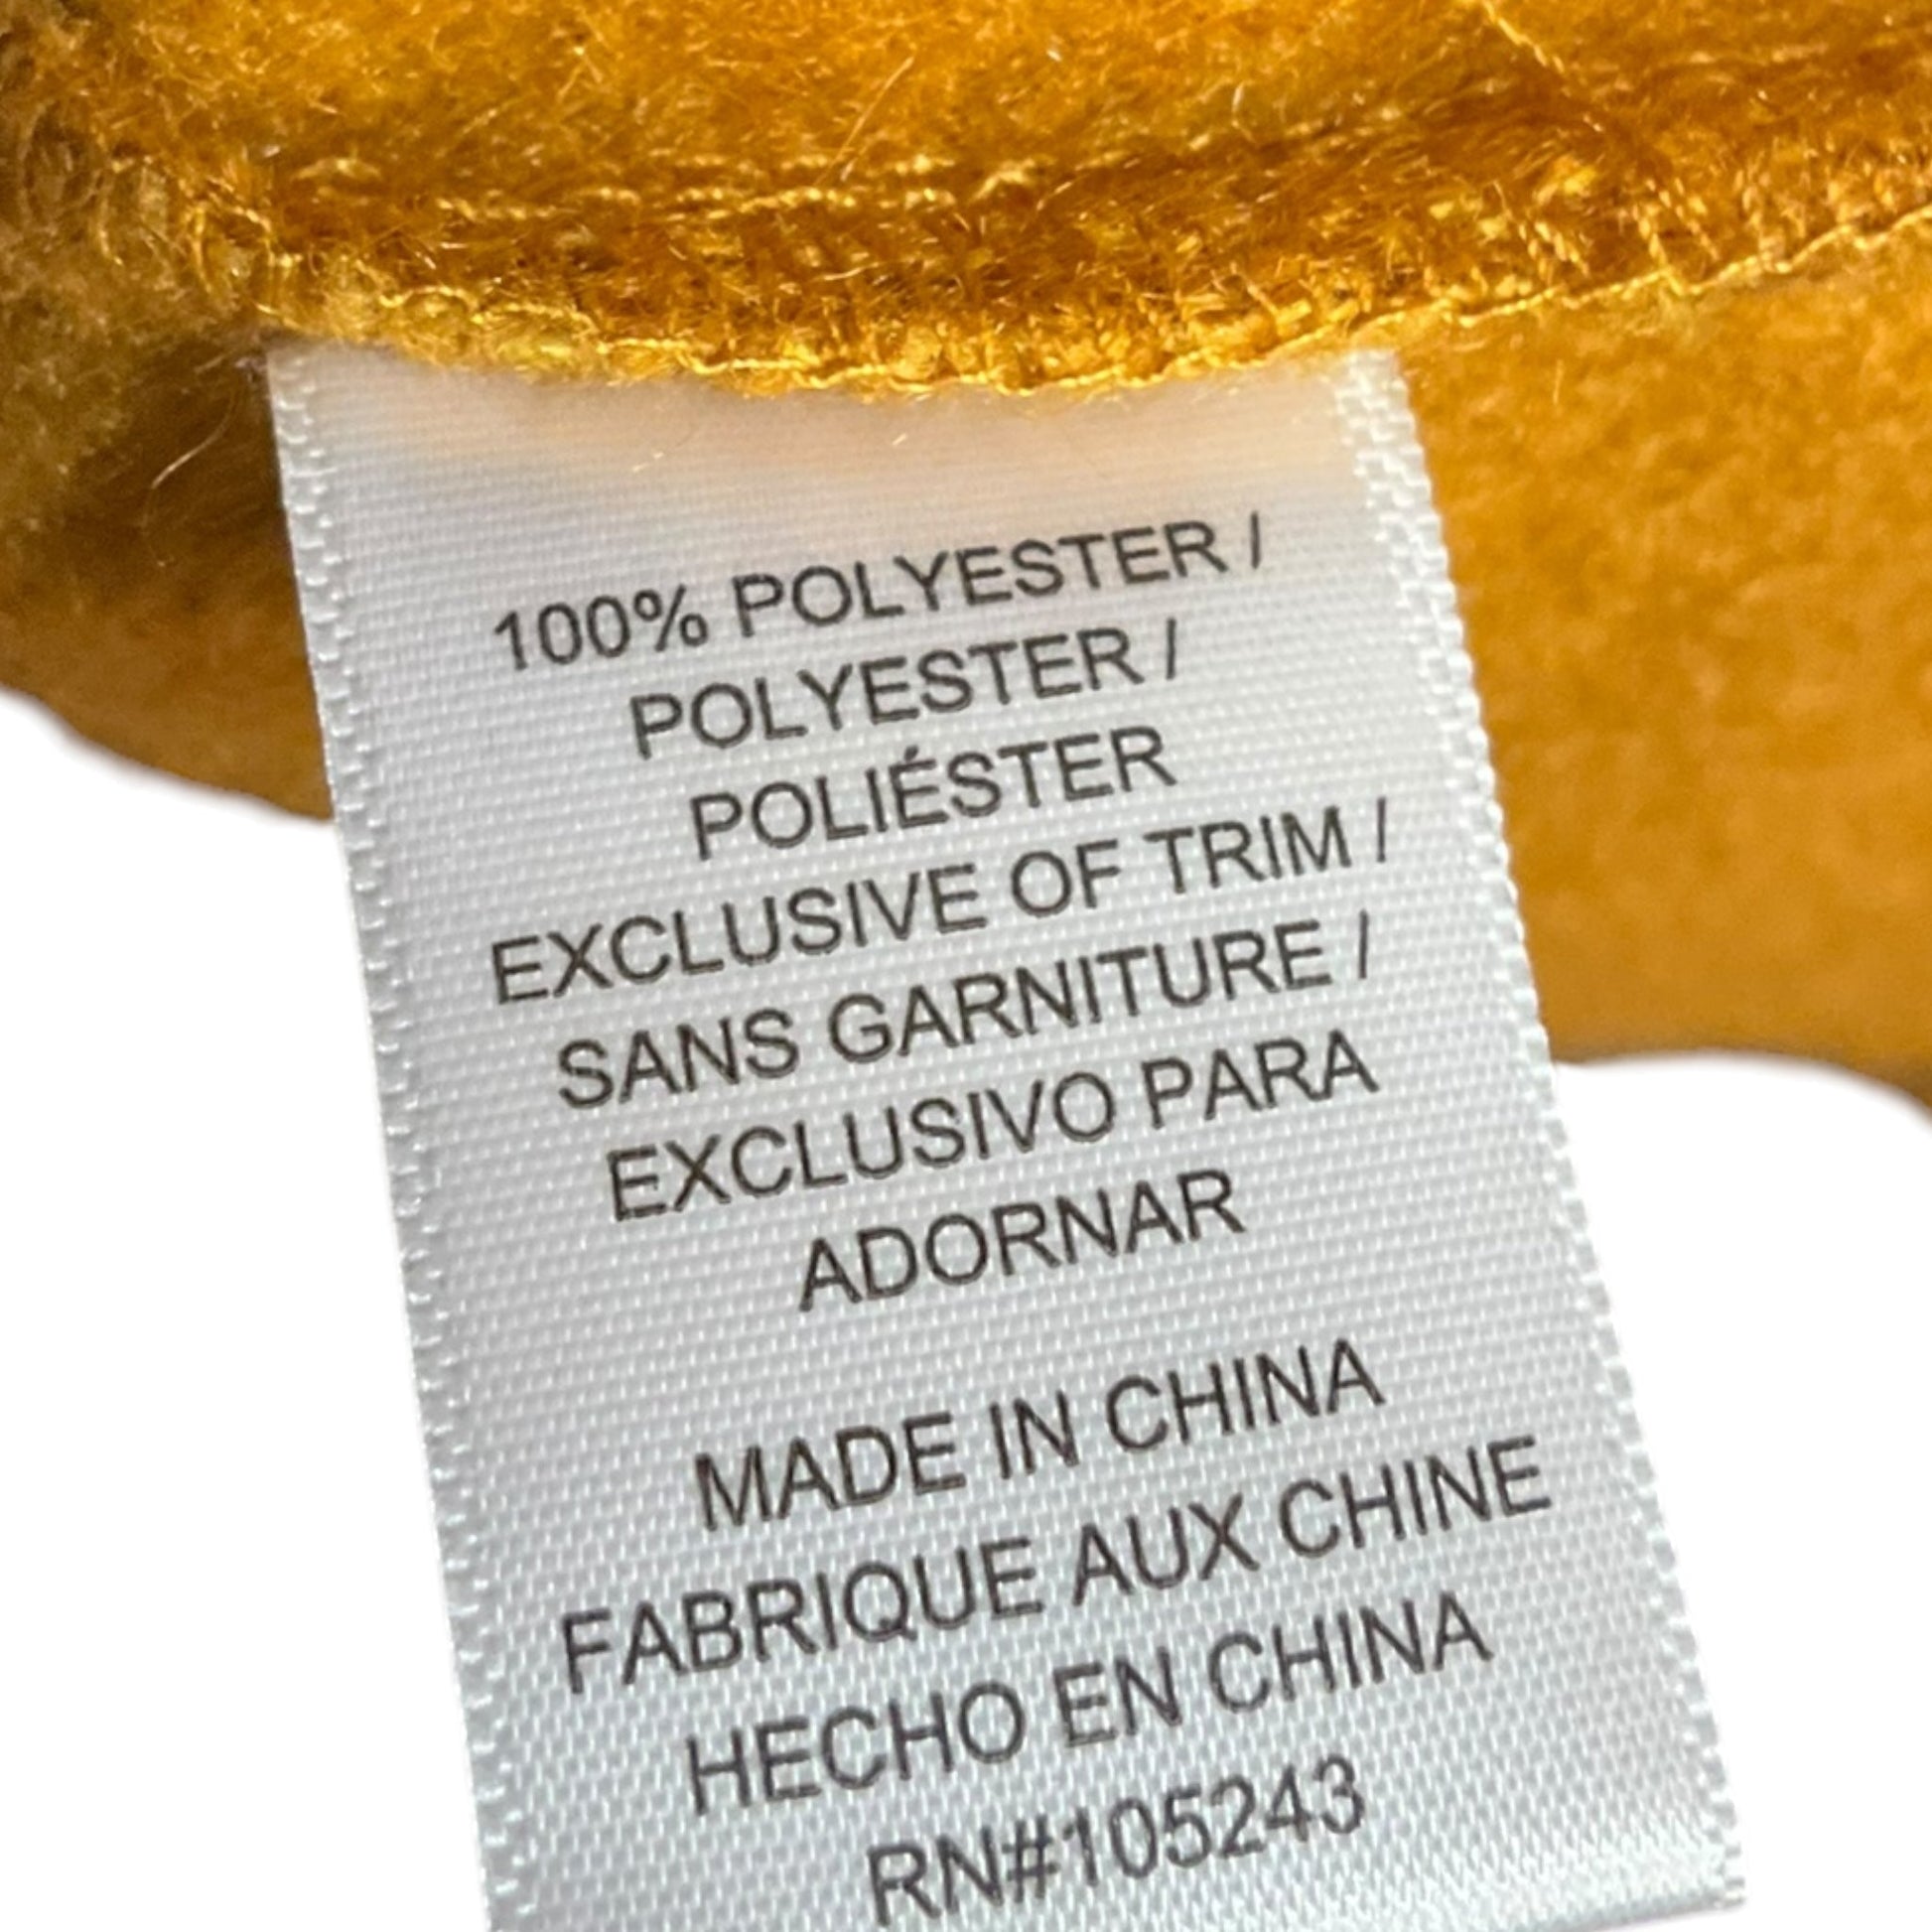 100% POLYESTER /
POLYESTER /
POLIÉSTER
EXCLUSIVE OF TRIM /
SANS GARNITURE /
EXCLUSIVO PARA
ADORNAR
MADE IN CHINA
FABRIQUE AUX CHINE
HECHO EN CHINA
RN#105243